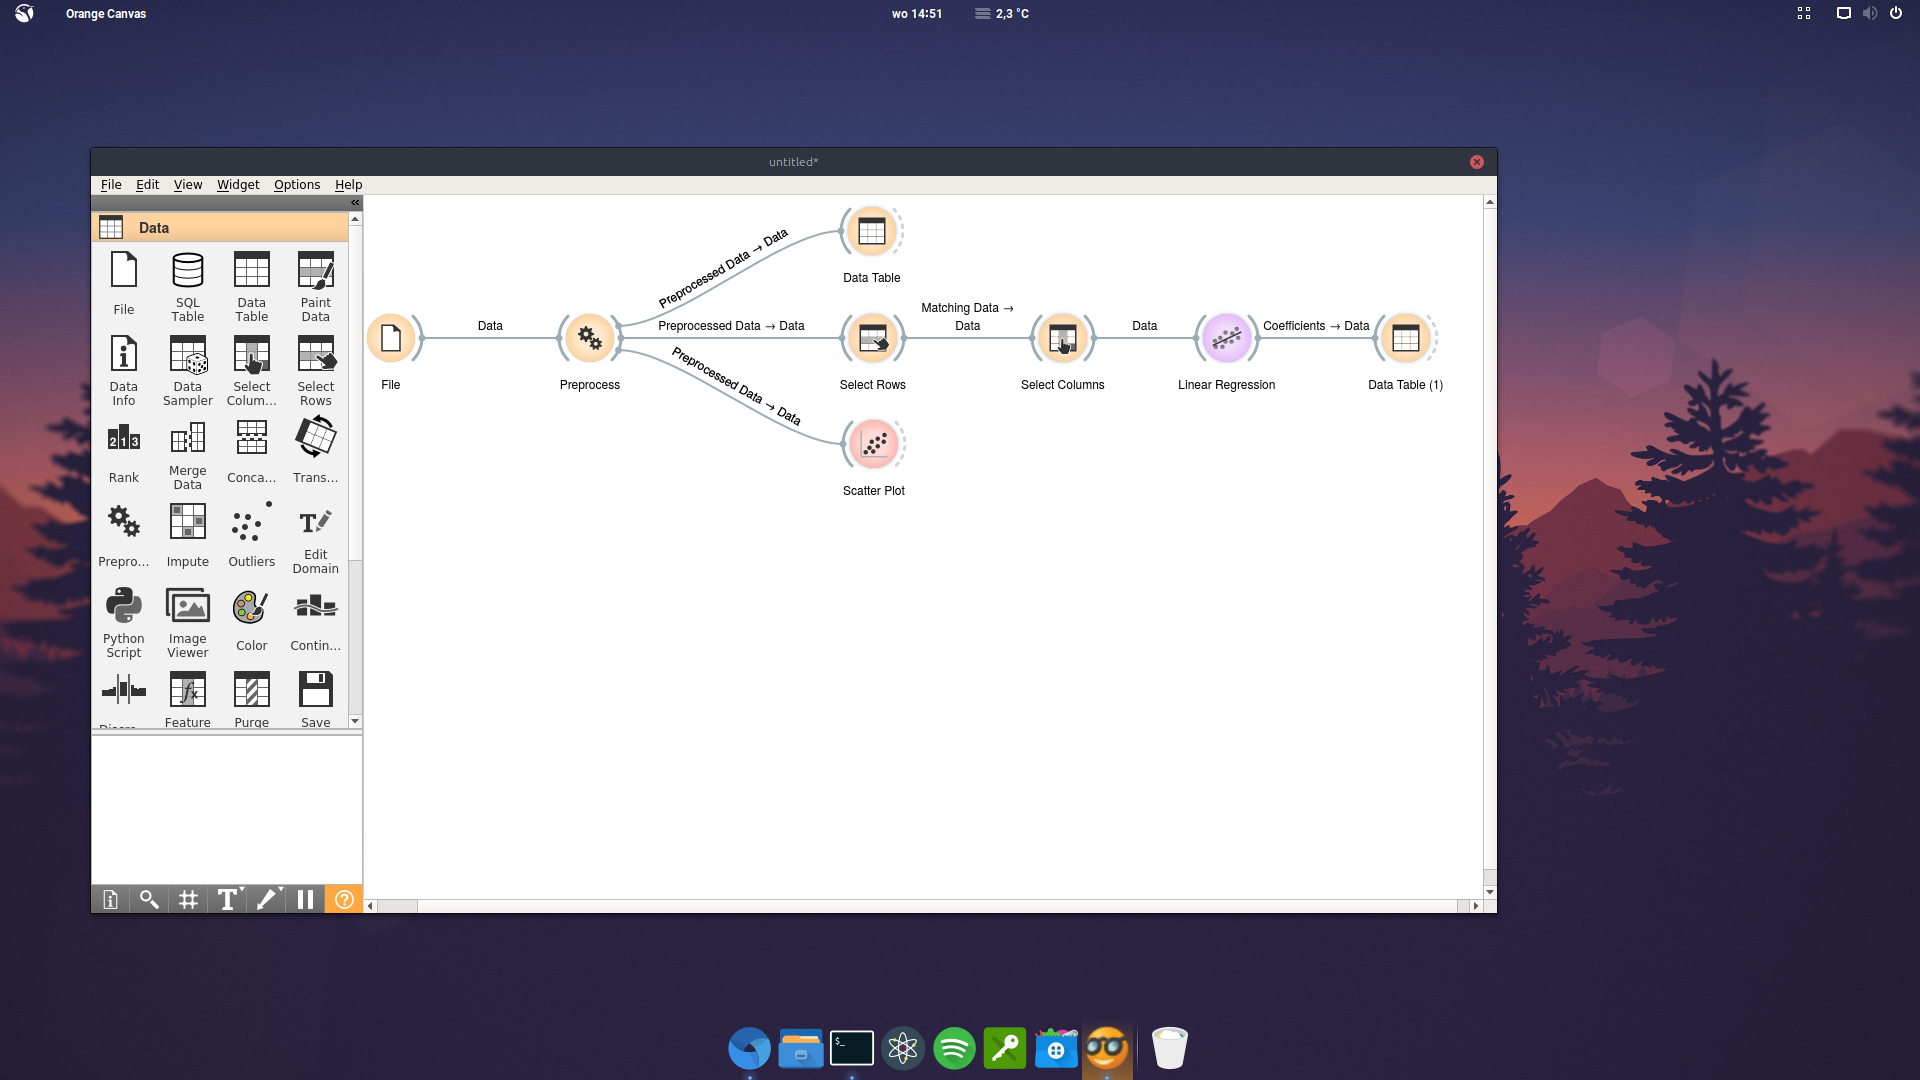 Orange Canvas
wo 14:51
2,3 °C
untitled*
File Edit View Widget Options Help
Data
File
SQL
Table
Data
Table
Paint
Data
Data
Info
Data
Sampler
Select
Colum...
Select
Rows
Rank
Merge
Data
Conca...
Trans...
Prepro...
Impute
Outliers
Edit
Domain
Python
Script
Image
Viewer
Color
Contin...
Feature
Purge
Save
Preprocessed Data → Data
Data Table
Data
Preprocessed Data → Data
Matching Data →
Data
Data
Coefficients → Data
File
Preprocess
Select Rows
Select Columns
Linear Regression
Data Table (1)
Preprocessed Data → Data
Scatter Plot